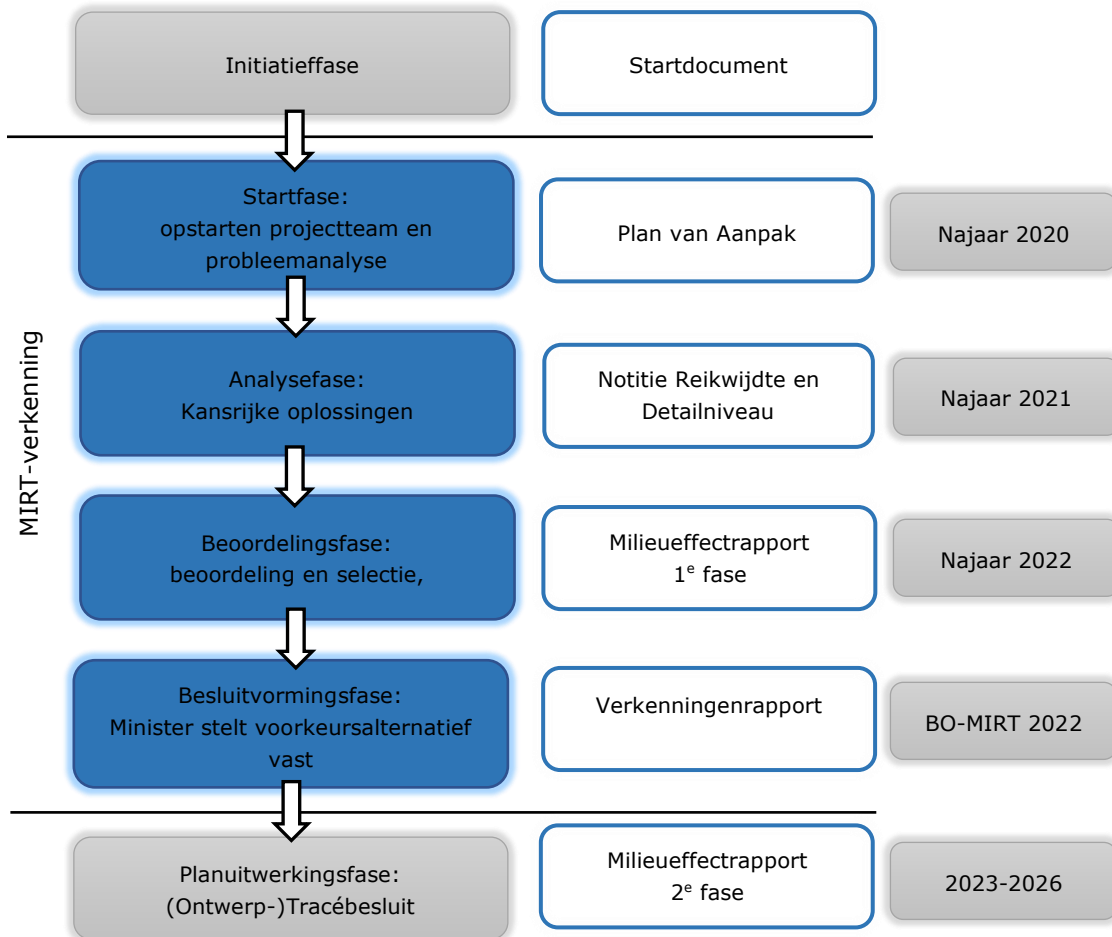 Initiatieffase
Startdocument
MIRT-verkenning
Startfase:
opstarten projectteam en
probleemanalyse
Plan van Aanpak
Najaar 2020
Analysefase:
Kansrijke oplossingen
Notitie Reikwijdte en
Detailniveau
Najaar 2021
Beoordelingsfase:
beoordeling en selectie,
Milieueffectrapport
1e fase
Najaar 2022
Besluitvormingsfase:
Minister stelt voorkeursalternatief
vast
Verkenningenrapport
BO-MIRT 2022
Planuitwerkingsfase:
(Ontwerp-)Tracébesluit
Milieueffectrapport
2e fase
2023-2026